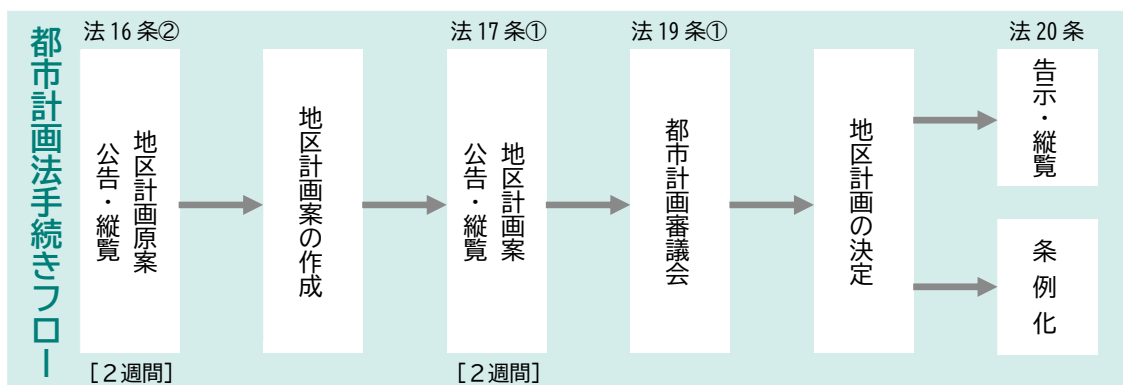 都市計画法手続きフロー
法16条②
地区計画原案
公告・縦覧
[2週間]
地区計画案の作成
法17条①
地区計画案
公告・縦覧
[2週間]
法19条①
都市計画審議会
地区計画の決定
法20条
告示・縦覧
条例化